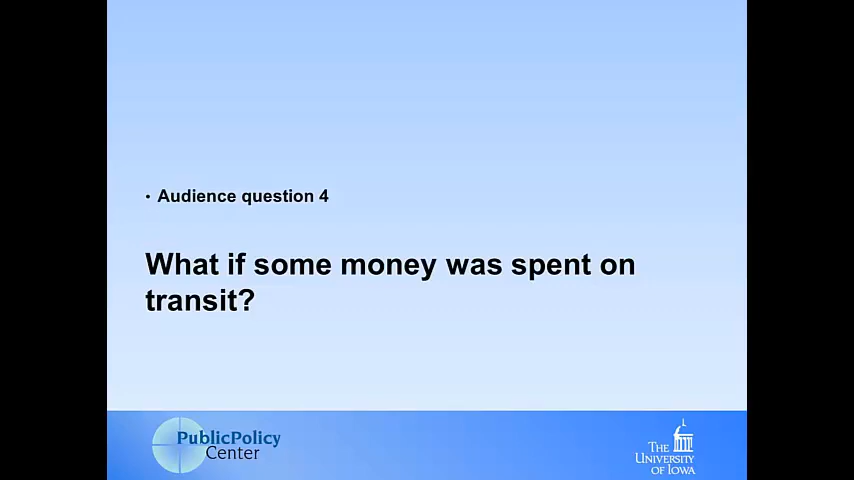 • Audience question 4
What if some money was spent on
transit?
PublicPolicy
Center
THE
UNIVERSITY
OF IOWA